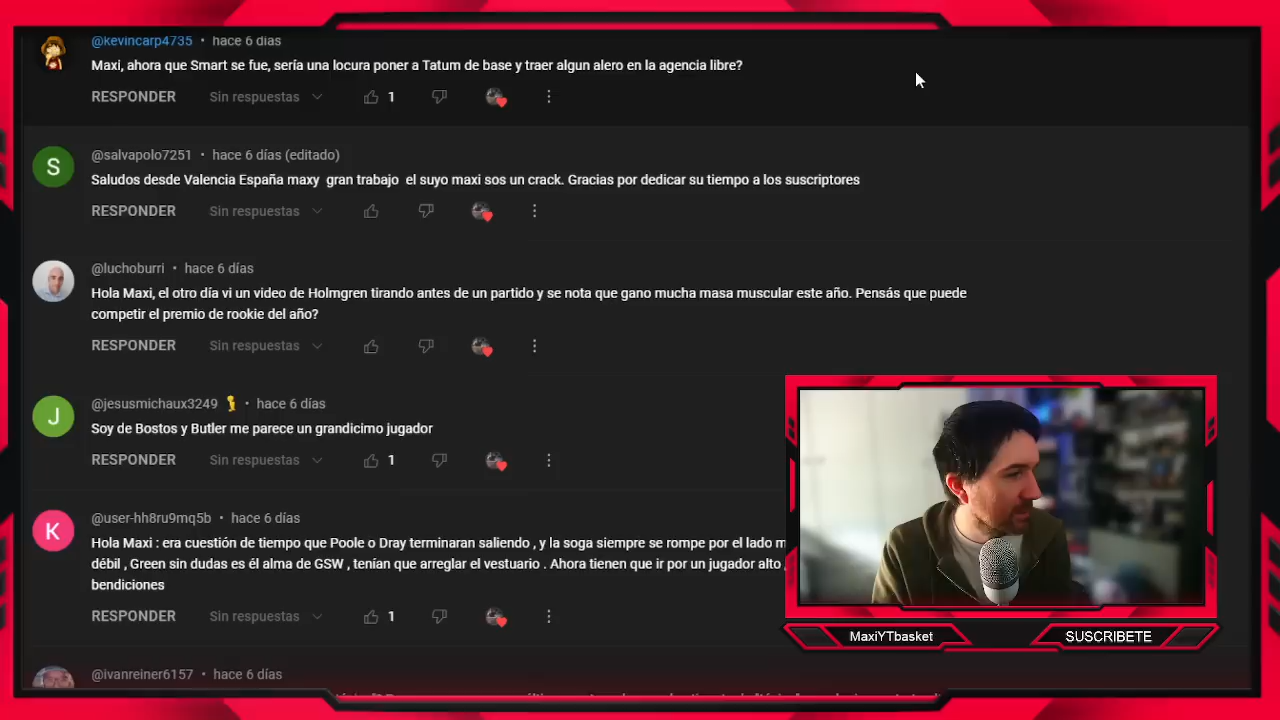 @kevincarp4735 • hace 6 días
Maxi, ahora que Smart se fue, sería una locura poner a Tatum de base y traer algun alero en la agencia libre?
RESPONDER Sin respuestas 1
S
@salvapolo7251 • hace 6 días (editado)
Saludos desde Valencia España maxy gran trabajo el suyo maxi sos un crack. Gracias por dedicar su tiempo a los suscriptores
RESPONDER Sin respuestas
@luchoburri • hace 6 días
Hola Maxi, el otro día vi un video de Holmgren tirando antes de un partido y se nota que gano mucha masa muscular este año. Pensás que puede
competir el premio de rookie del año?
RESPONDER Sin respuestas
J
@jesusmichaux3249 • hace 6 días
Soy de Bostos y Butler me parece un grandicimo jugador
RESPONDER Sin respuestas 1
K
@user-hh8ru9mq5b • hace 6 días
Hola Maxi : era cuestión de tiempo que Poole o Dray terminaran saliendo , y la soga siempre se rompe por el lado
débil , Green sin dudas es él alma de GSW , tenían que arreglar el vestuario . Ahora tienen que ir por un jugador alto ,
bendiciones
RESPONDER Sin respuestas 1
MaxiYTbasket
SUSCRIBETE
@ivanreiner6157 • hace 6 días